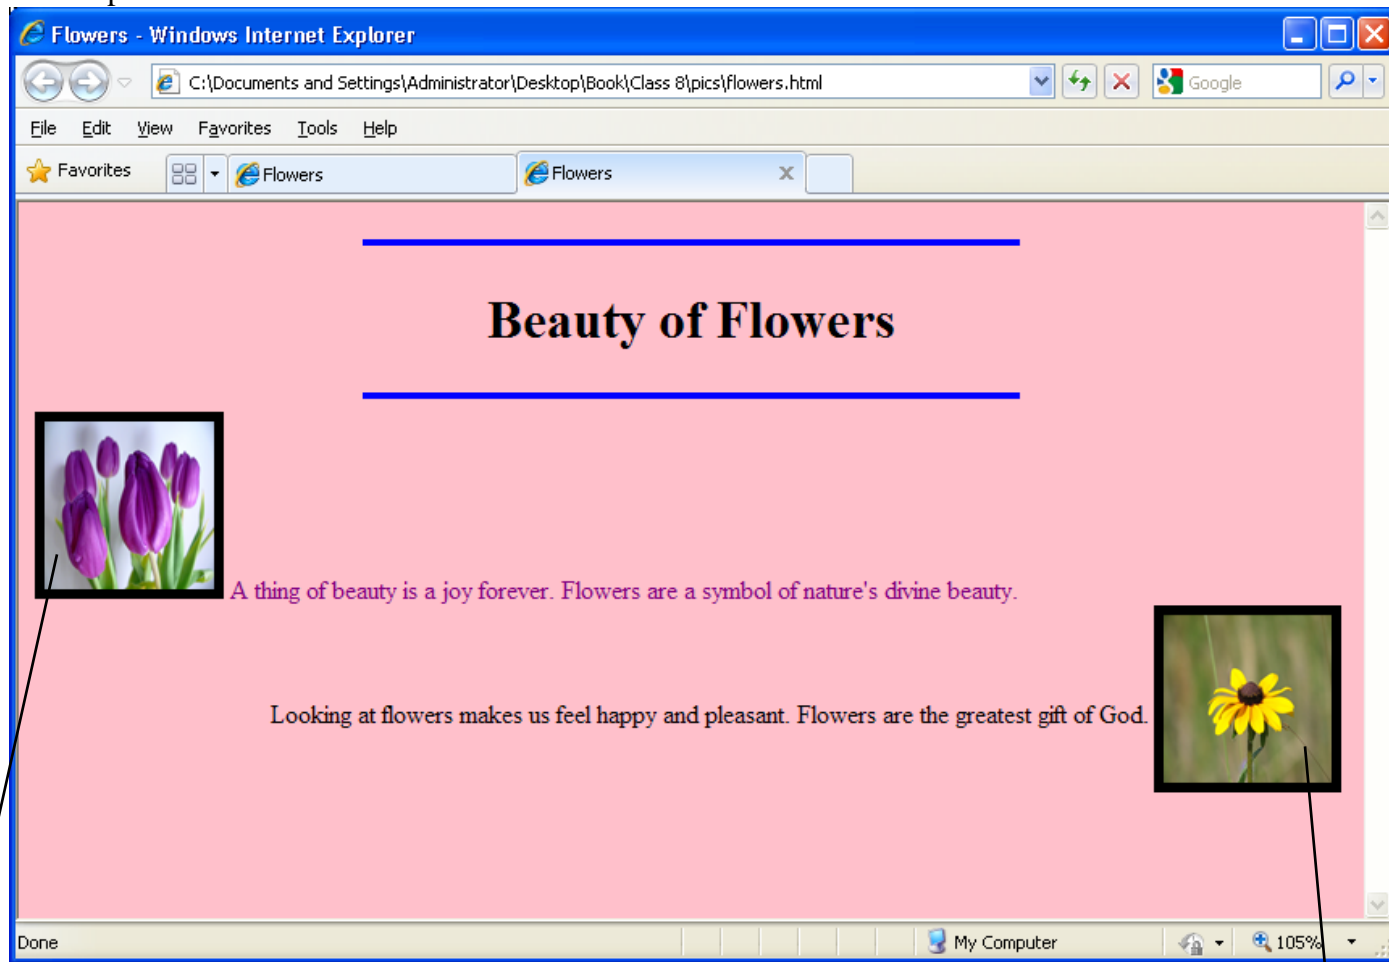 Flowers - Windows Internet Explorer
C:\Documents and Settings\Administrator\Desktop\Book\Class 8\pics\flowers.html
Google
File Edit View Favorites Tools Help
Favorites
Flowers
Flowers
Beauty of Flowers
A thing of beauty is a joy forever. Flowers are a symbol of nature's divine beauty.
Looking at flowers makes us feel happy and pleasant. Flowers are the greatest gift of God.
Done
My Computer
105%